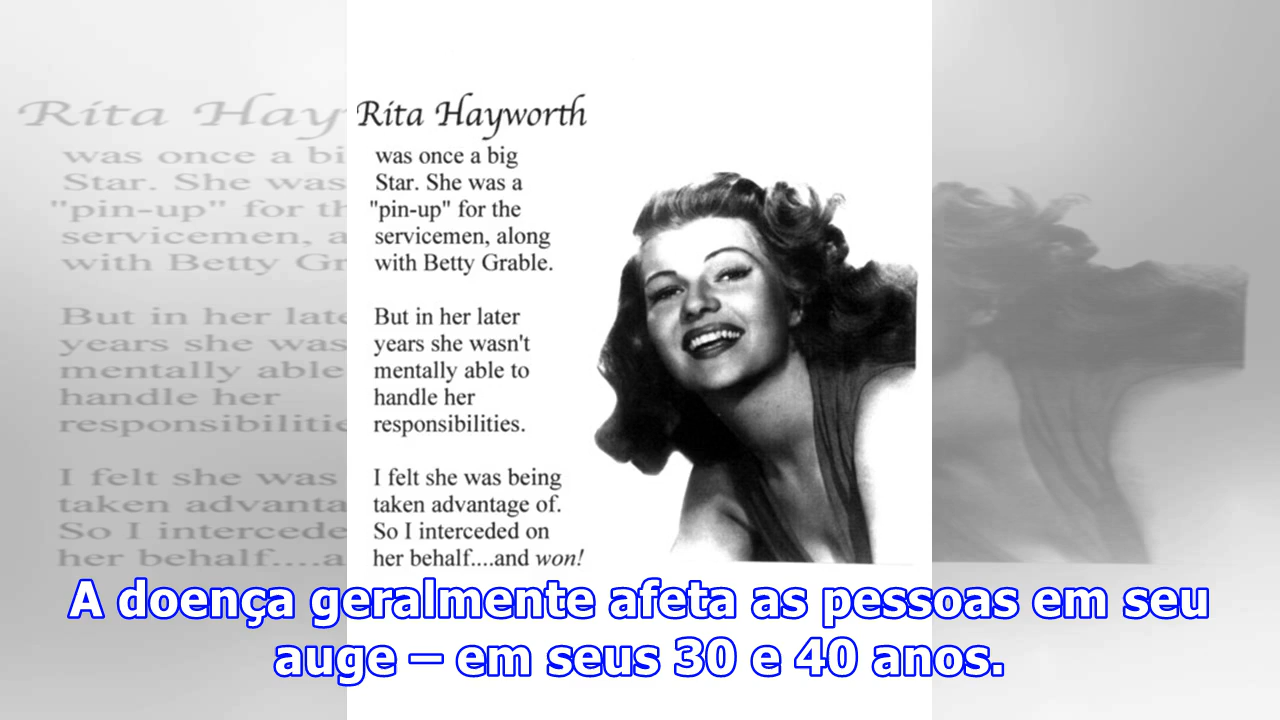 Rita Hayworth
was once a big
Star. She was a
"pin-up" for the
servicemen, along
with Betty Grable.
But in her later
years she wasn't
mentally able to
handle her
responsibilities.
I felt she was being
taken advantage of.
So I interceded on
her behalf....and won!
A doença geralmente afeta as pessoas em seu
auge — em seus 30 e 40 anos.